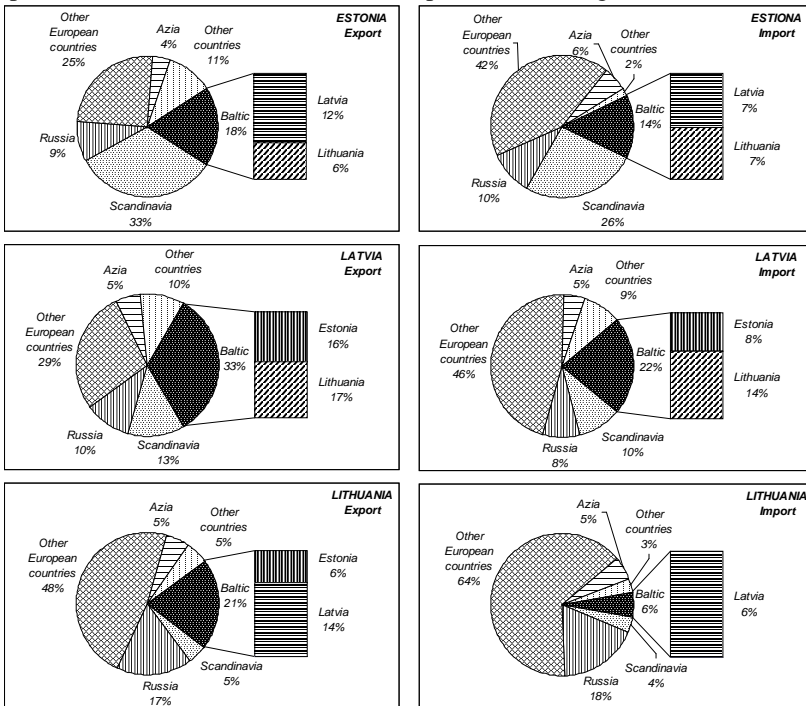 ESTONIA
Export
Other
European
countries
25%
Azia
4%
Other
countries
11%
Baltic
18%
Latvia
12%
Lithuania
6%
Russia
9%
Scandinavia
33%
ESTIONA
Import
Other
European
countries
42%
Azia
6%
Other
countries
2%
Baltic
14%
Latvia
7%
Lithuania
7%
Russia
10%
Scandinavia
26%
LATVIA
Export
Other
European
countries
29%
Azia
5%
Other
countries
10%
Baltic
33%
Estonia
16%
Lithuania
17%
Russia
10%
Scandinavia
13%
LATVIA
Import
Other
European
countries
46%
Azia
5%
Other
countries
9%
Baltic
22%
Estonia
8%
Lithuania
14%
Russia
8%
Scandinavia
10%
LITHUANIA
Export
Other
European
countries
48%
Azia
5%
Other
countries
5%
Baltic
21%
Estonia
6%
Latvia
14%
Russia
17%
Scandinavia
5%
LITHUANIA
Import
Other
European
countries
64%
Azia
5%
Other
countries
3%
Baltic
6%
Latvia
6%
Russia
18%
Scandinavia
4%